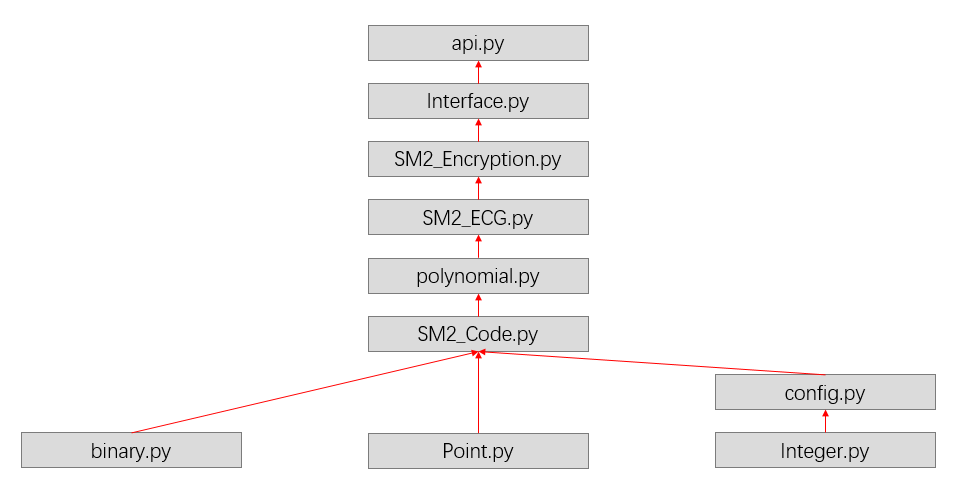 api.py
Interface.py
SM2_Encryption.py
SM2_ECG.py
polynomial.py
SM2_Code.py
config.py
binary.py
Point.py
Integer.py